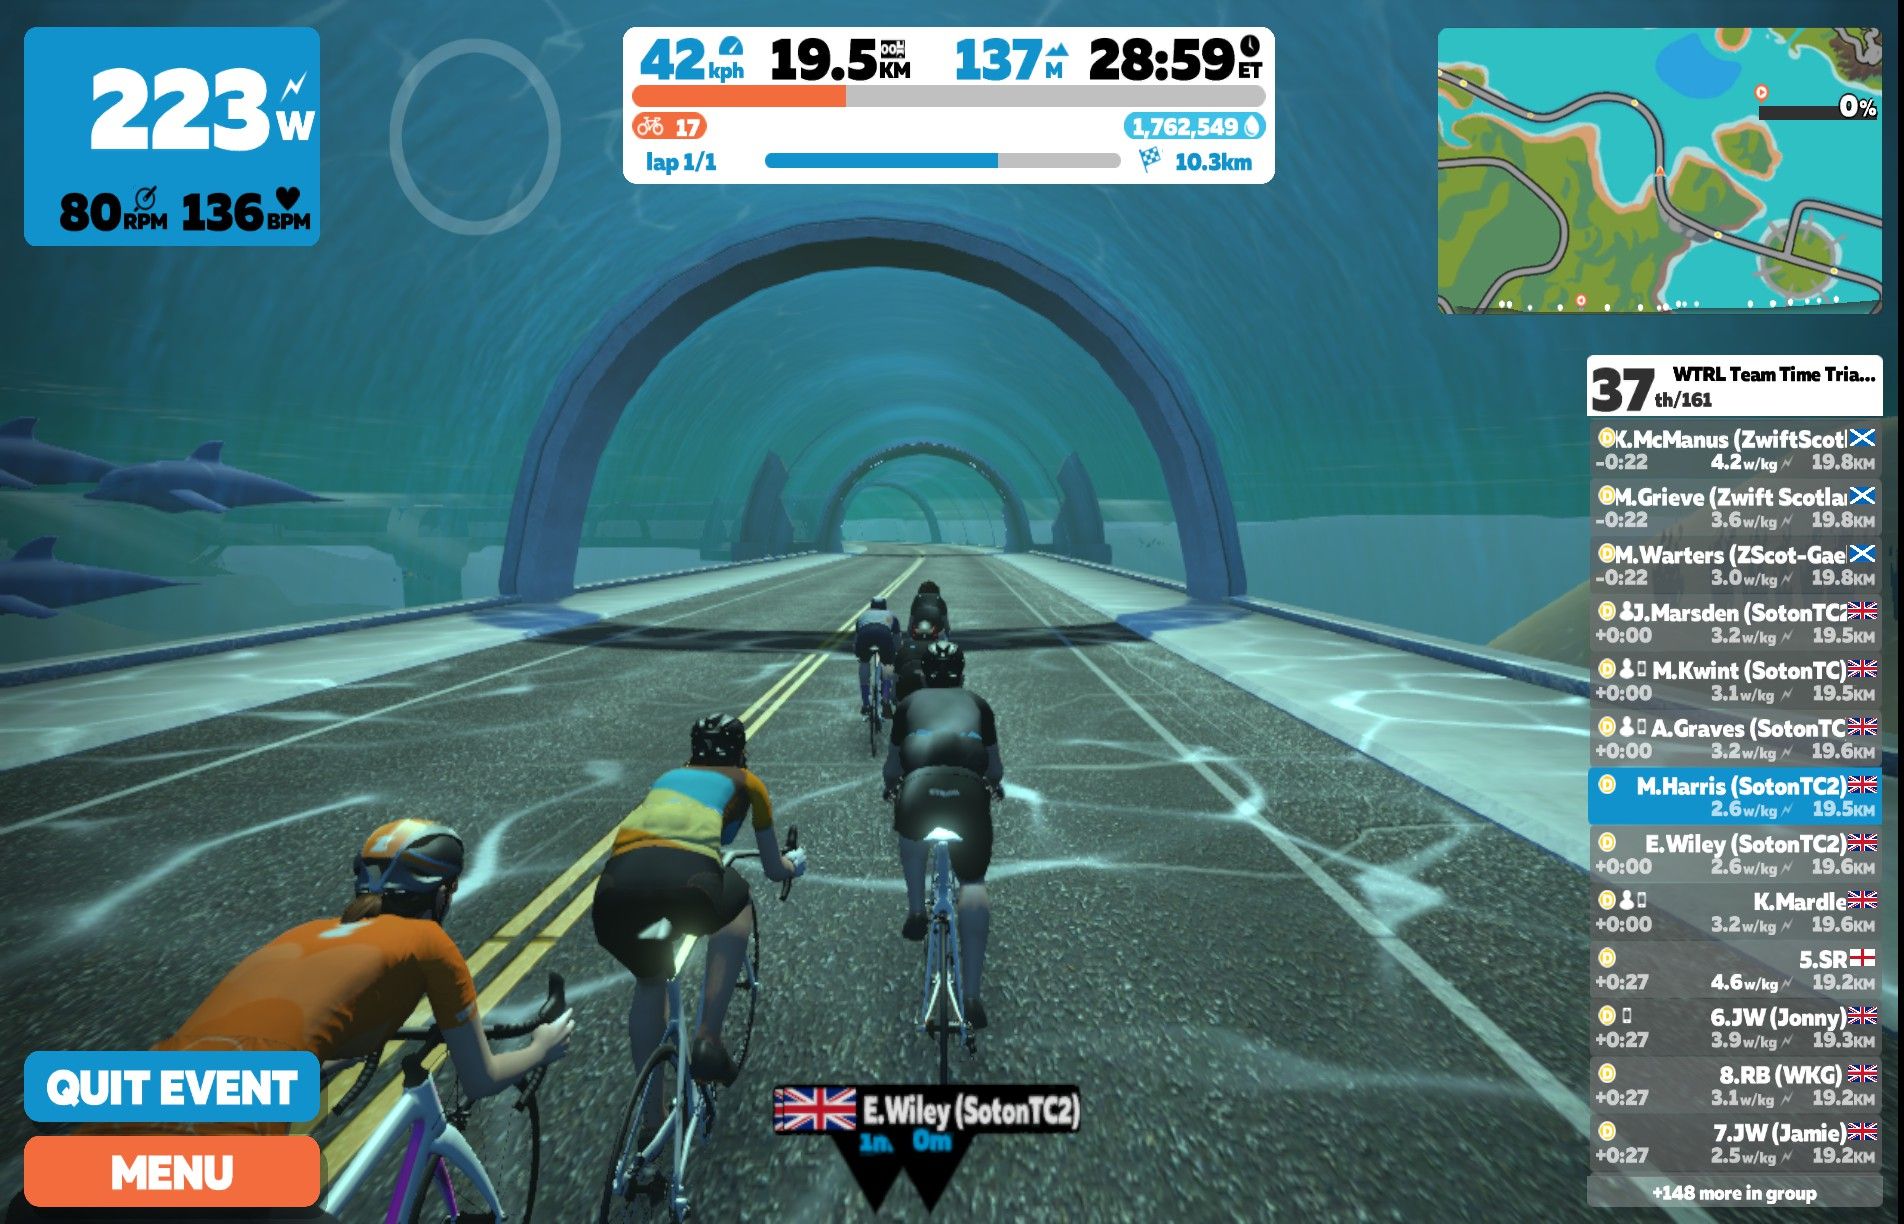 223W
80RPM 136BPM
42kph 19.5KM 137M 28:59ET
17
1,762,549
lap 1/1
10.3km
0%
37th/161
WTRL Team Time Tria...
D K.McManus (ZwiftScotl
-0:22 4.2w/kg 19.8KM
D M.Grieve (Zwift Scotla
-0:22 3.6w/kg 19.8KM
D M.Warters (ZScot-Gae
-0:22 3.0w/kg 19.8KM
D J.Marsden (SotonTC2
+0:00 3.2w/kg 19.5KM
D M.Kwint (SotonTC)
+0:00 3.1w/kg 19.5KM
D A.Graves (SotonTC
+0:00 3.2w/kg 19.6KM
D M.Harris (SotonTC2)
2.6w/kg 19.5KM
D E.Wiley (SotonTC2)
+0:00 2.6w/kg 19.6KM
D K.Mardle
+0:00 3.2w/kg 19.6KM
D 5.SR
+0:27 4.6w/kg 19.2KM
D 6.JW (Jonny)
+0:27 3.9w/kg 19.3KM
D 8.RB (WKG)
+0:27 3.1w/kg 19.2KM
D 7.JW (Jamie)
+0:27 2.5w/kg 19.2KM
+148 more in group
E.Wiley (SotonTC2)
1m 0m
QUIT EVENT
MENU